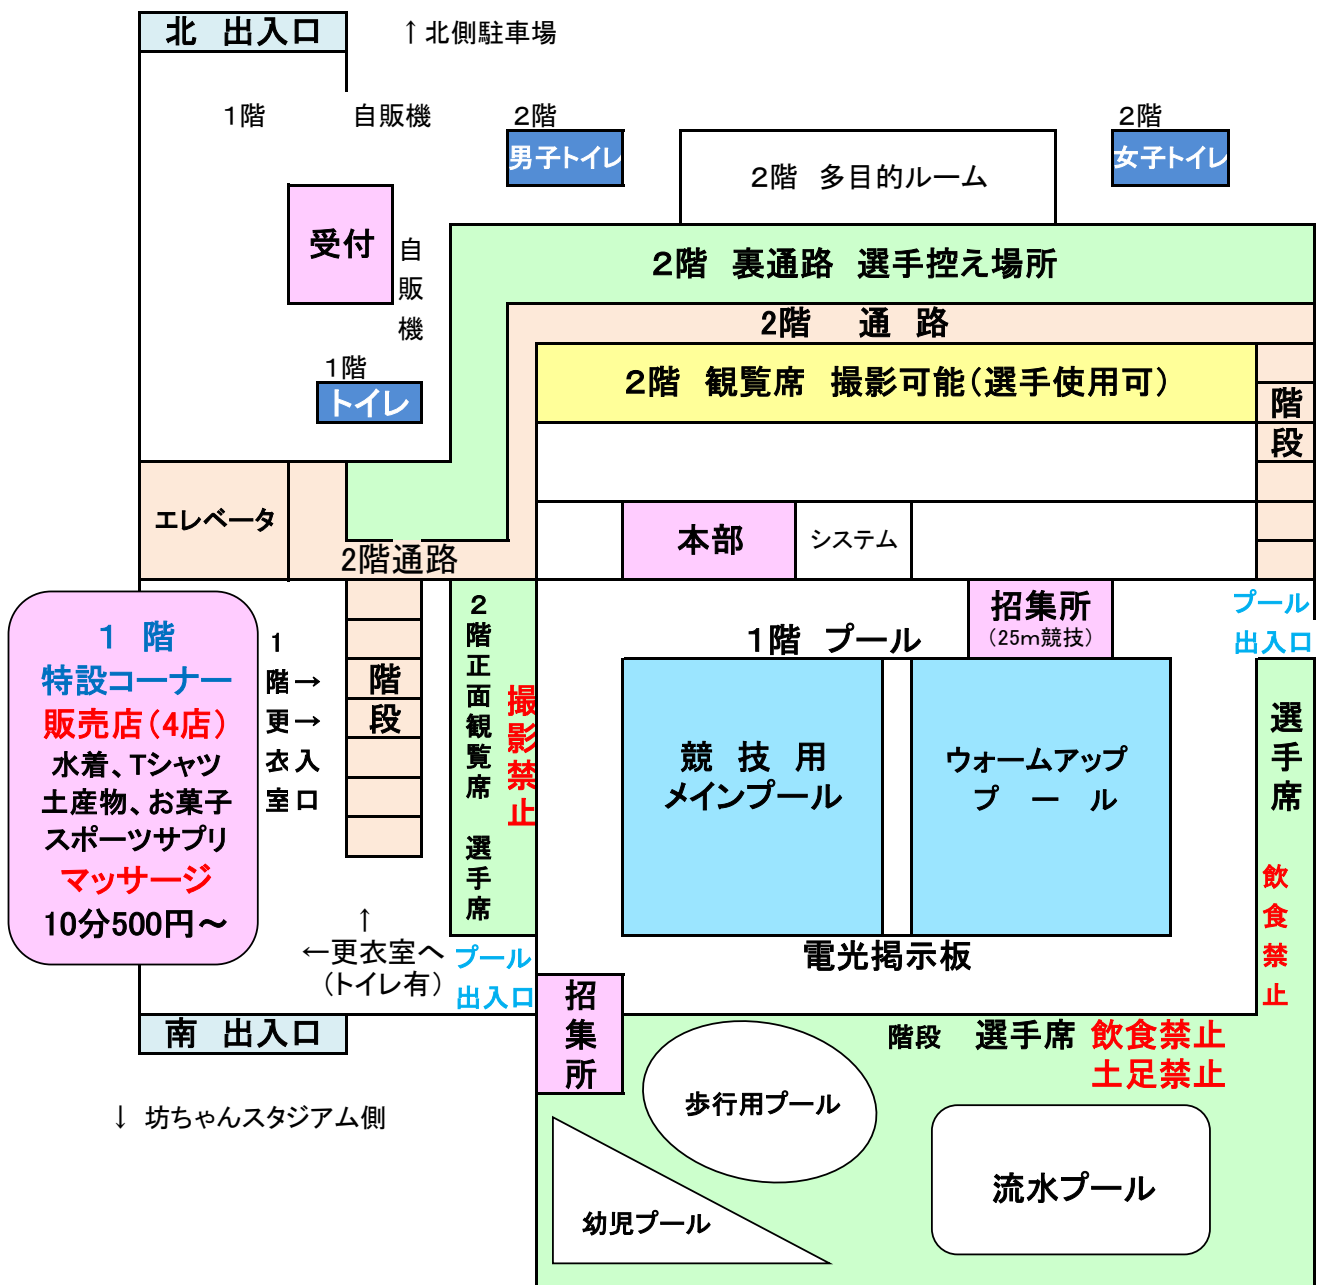 北 出入口
↑北側駐車場
1階
自販機
2階
男子トイレ
2階 多目的ルーム
2階
女子トイレ
受付
自販機
2階 裏通路 選手控え場所
2階 通 路
1階
トイレ
2階 観覧席 撮影可能(選手使用可)
階段
エレベータ
本部
システム
2階通路
1 階
特設コーナー
販売店(4店)
水着、Tシャツ
土産物、お菓子
スポーツサプリ
マッサージ
10分500円～
1階更衣室
→→入口
階段
2階正面観覧席 選手席
撮影禁止
1階 プール
招集所
(25m競技)
プール
出入口
競 技 用
メインプール
ウォームアップ
プ ー ル
選手席
飲食禁止
↑
←更衣室へ
(トイレ有)
プール
出入口
電光掲示板
招集所
南 出入口
階段 選手席 飲食禁止
土足禁止
↓ 坊ちゃんスタジアム側
歩行用プール
幼児プール
流水プール